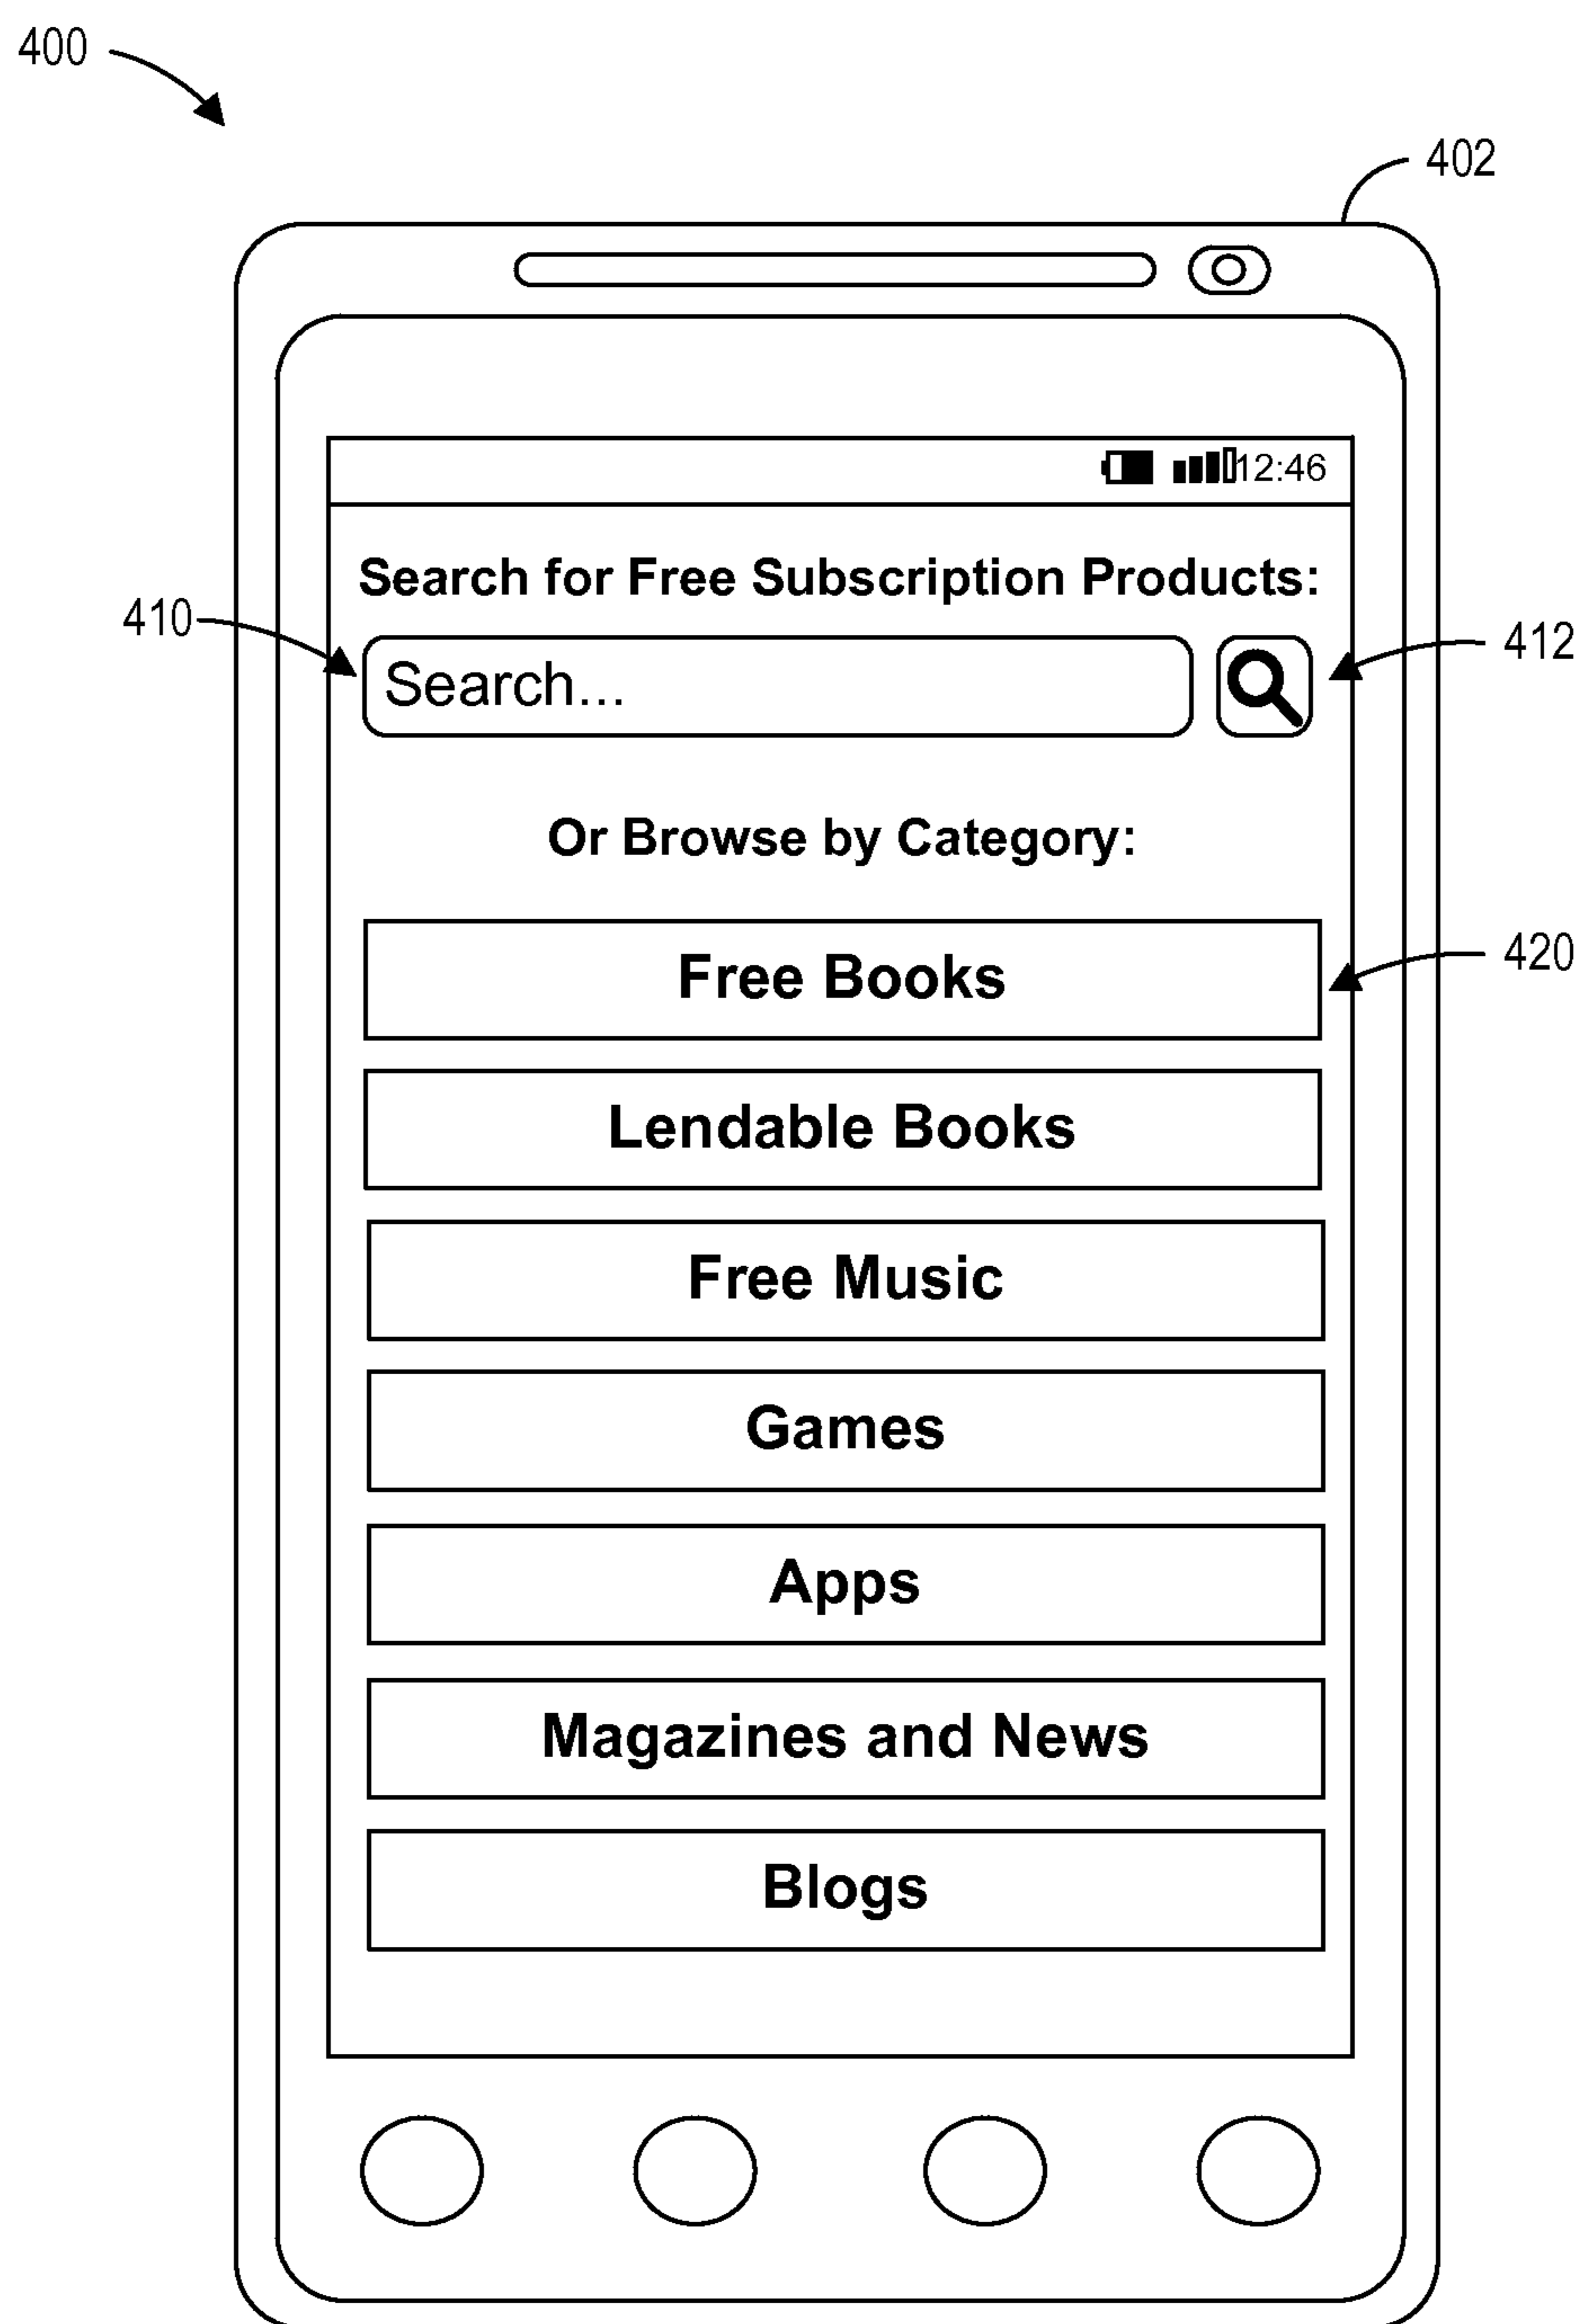 400
402
12:46
Search for Free Subscription Products:
410
Search...
412
Or Browse by Category:
Free Books
420
Lendable Books
Free Music
Games
Apps
Magazines and News
Blogs